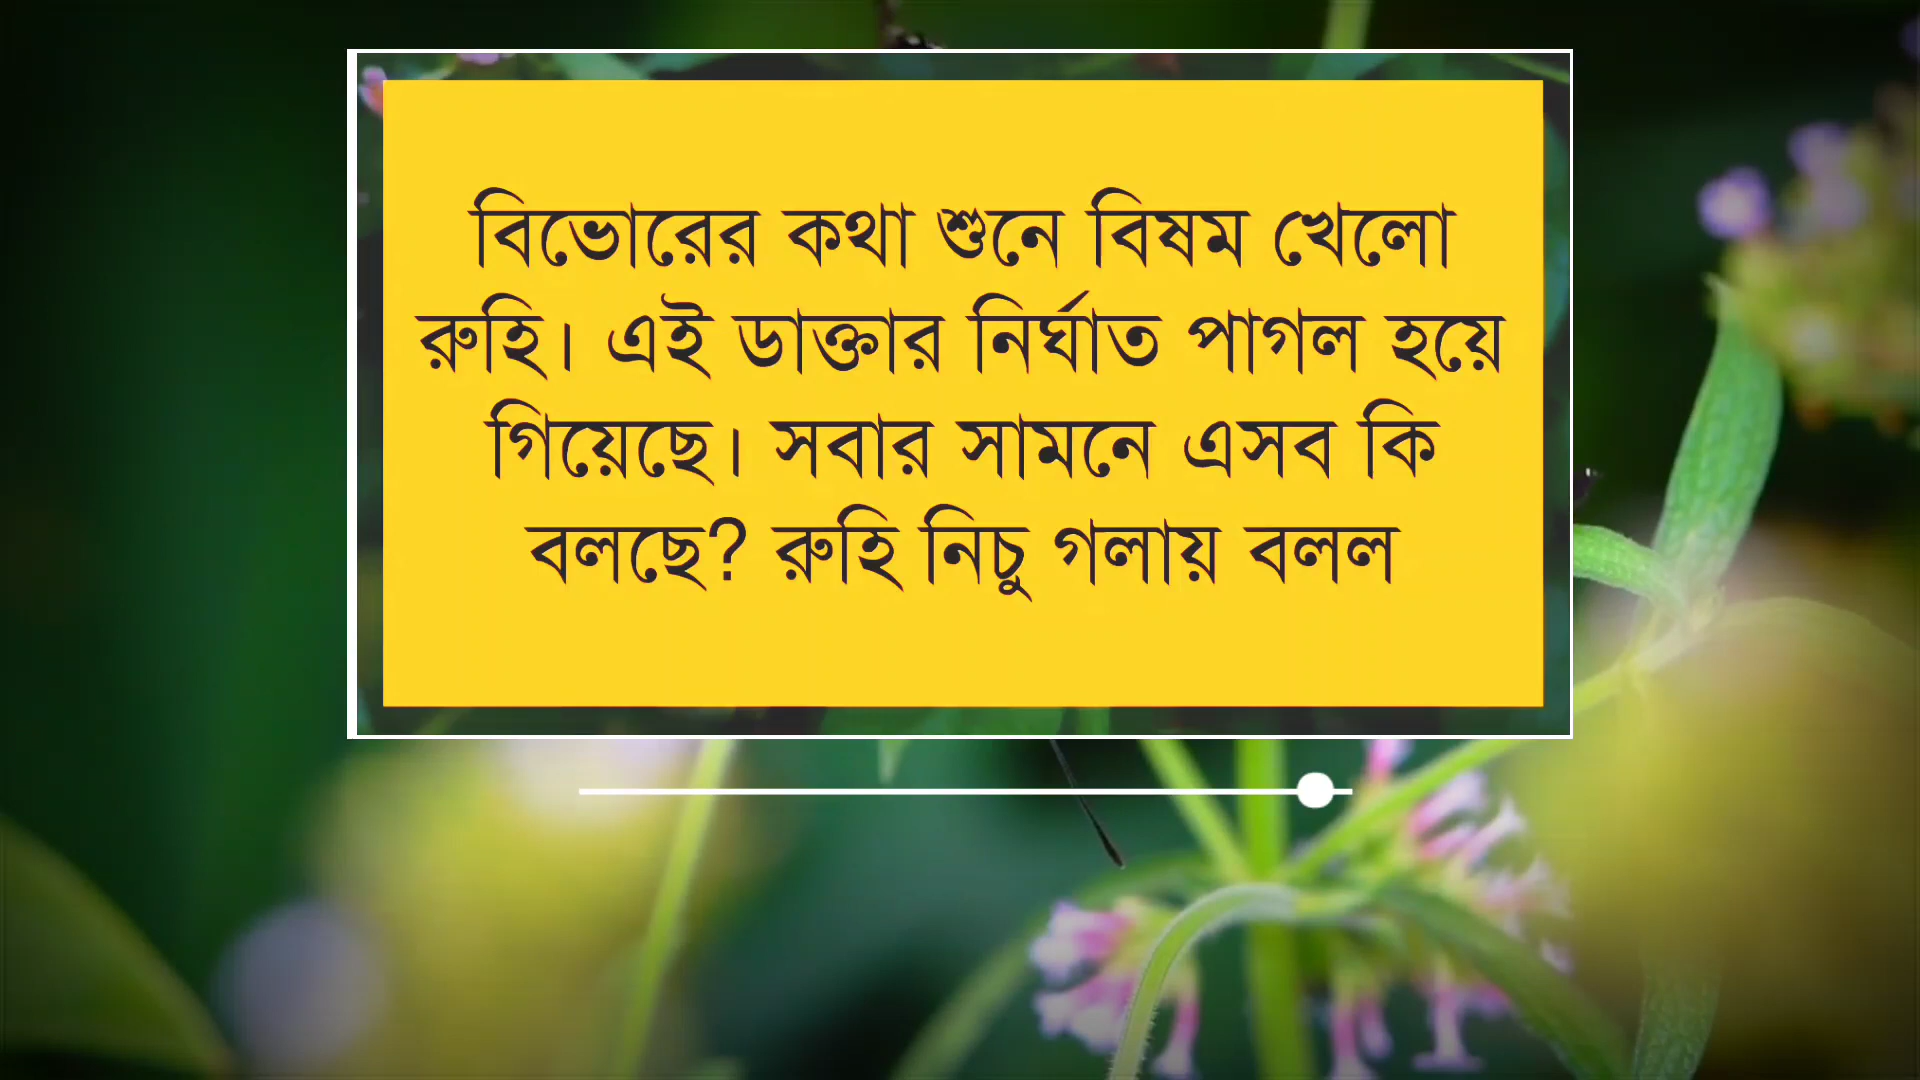 বিভোরের কথা শুনে বিষম খেলো
রুহি। এই ডাক্তার নির্ঘাত পাগল হয়ে
গিয়েছে। সবার সামনে এসব কি
বলছে? রুহি নিচু গলায় বলল